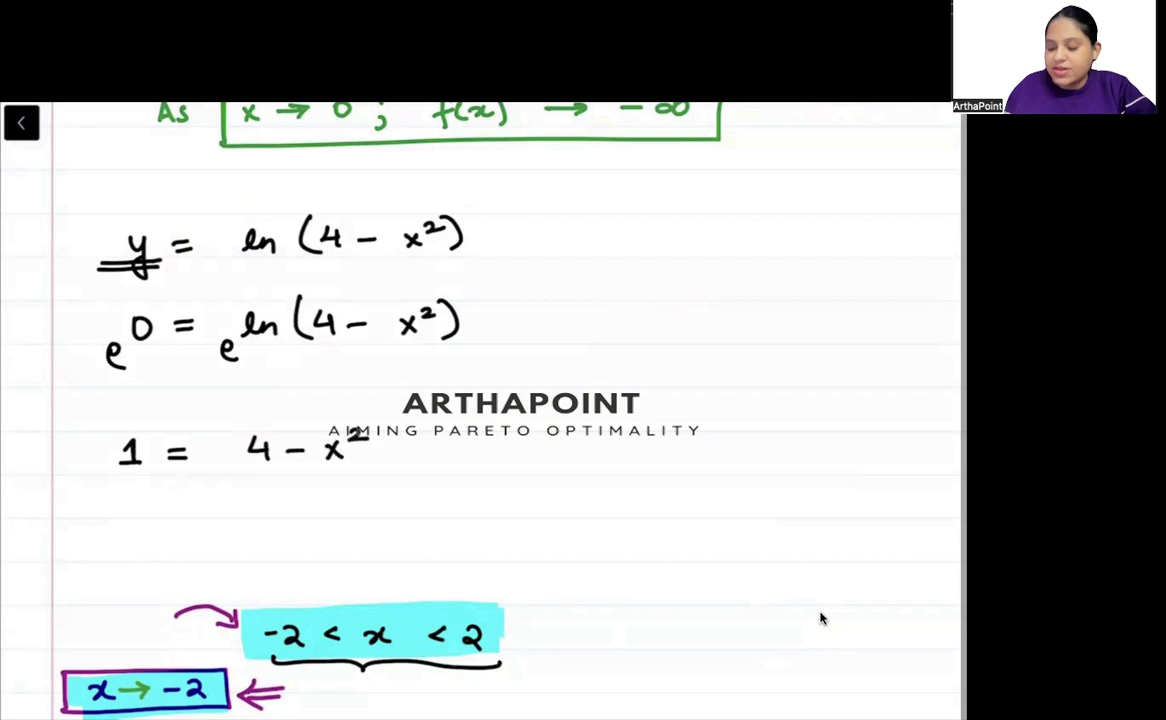 ArthaPoint
As x → 0 ; f(x) → - ∞
y = ln (4 - x²)
e⁰ = e^ln (4 - x²)
ARTHAPOINT
AIMING PARETO OPTIMALITY
1 = 4 - x²
-2 < x < 2
x → -2